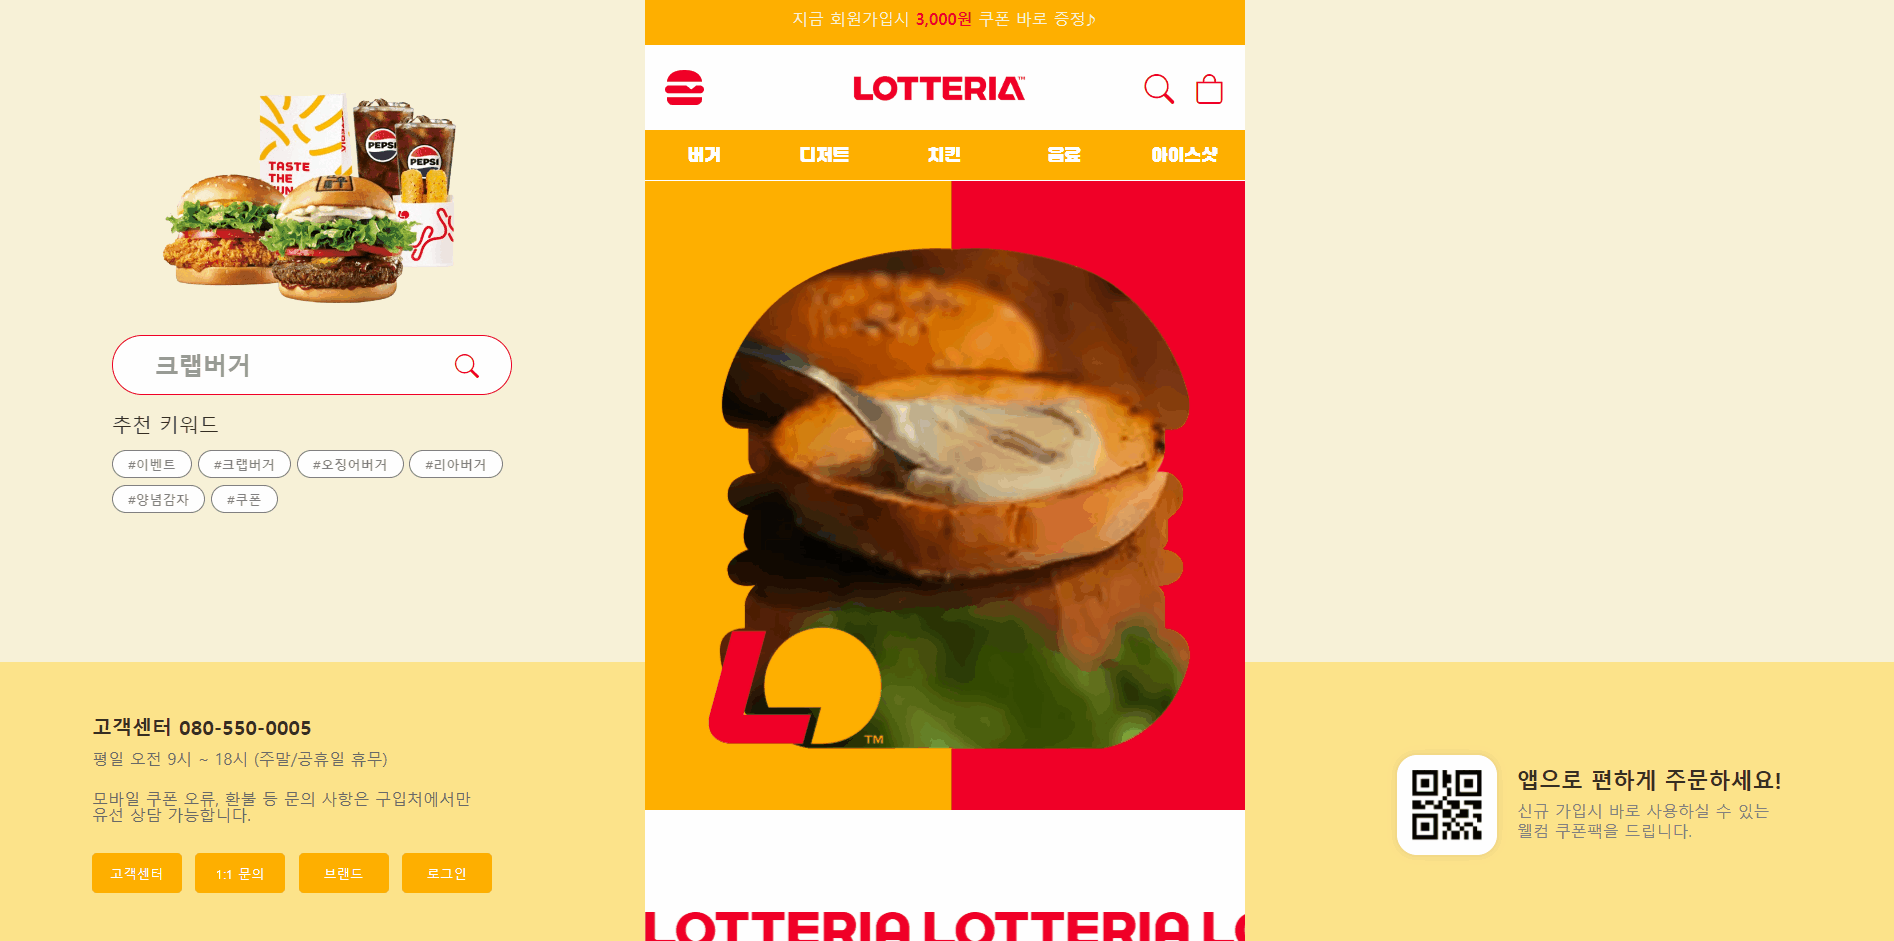 지금 회원가입시 3,000원 쿠폰 바로 증정♪
LOTTERIA™
버거 디저트 치킨 음료 아이스샷
TASTE
THE
FUN
PEPSI
PEPSI
크랩버거
추천 키워드
#이벤트 #크랩버거 #오징어버거 #리아버거
#양념감자 #쿠폰
TM
고객센터 080-550-0005
평일 오전 9시 ~ 18시 (주말/공휴일 휴무)
모바일 쿠폰 오류, 환불 등 문의 사항은 구입처에서만
유선 상담 가능합니다.
고객센터 1:1 문의 브랜드 로그인
앱으로 편하게 주문하세요!
신규 가입시 바로 사용하실 수 있는
웰컴 쿠폰팩을 드립니다.
LOTTERIA LOTTERIA LO